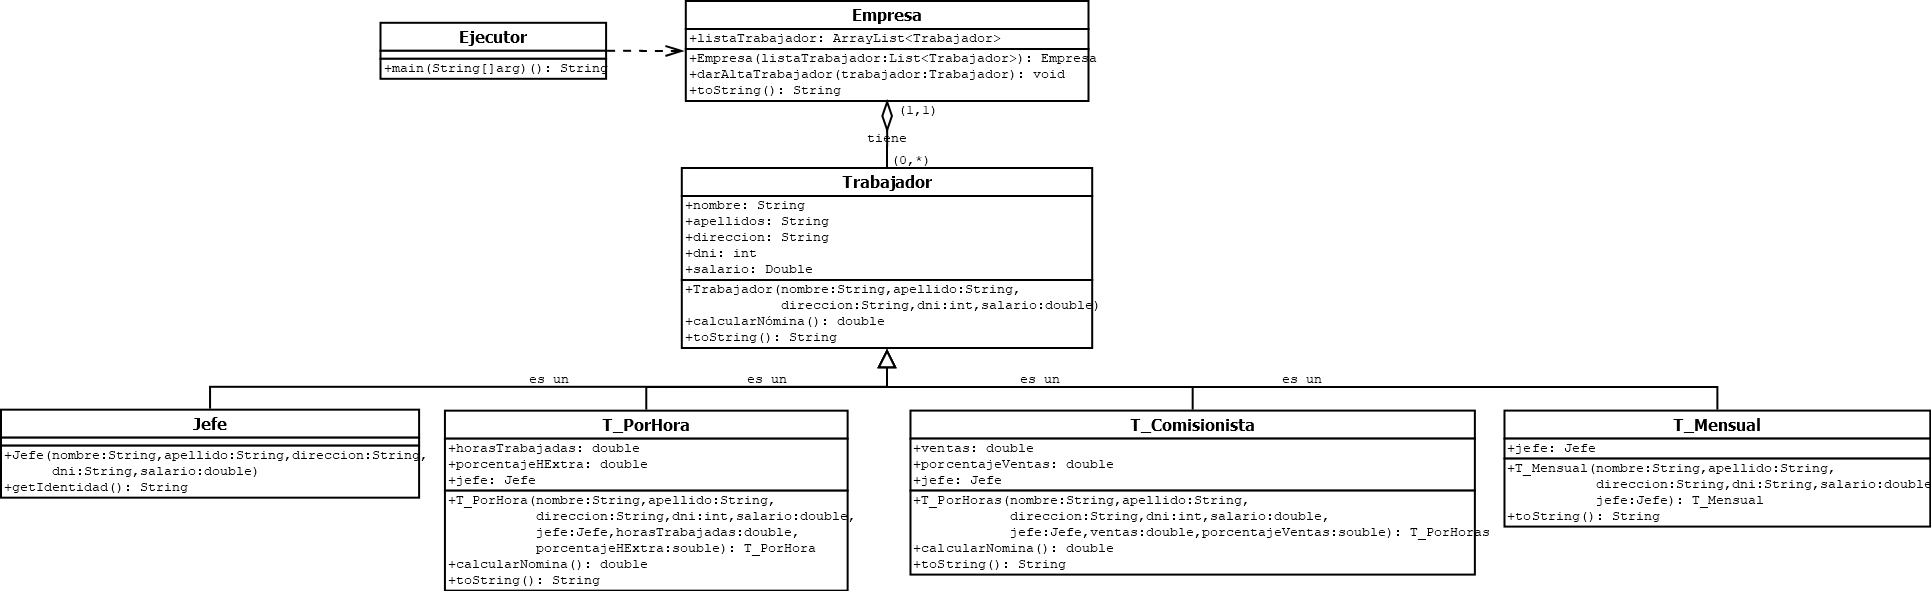 Ejecutor
+main(String[]arg)(): String
Empresa
+listaTrabajador: ArrayList<Trabajador>
+Empresa(listaTrabajador:List<Trabajador>): Empresa
+darAltaTrabajador(trabajador:Trabajador): void
+toString(): String
(1,1)
tiene
(0,*)
Trabajador
+nombre: String
+apellidos: String
+direccion: String
+dni: int
+salario: Double
+Trabajador(nombre:String,apellido:String,
direccion:String,dni:int,salario:double)
+calcularNómina(): double
+toString(): String
es un
es un
es un
es un
Jefe
+Jefe(nombre:String,apellido:String,direccion:String,
dni:String,salario:double)
+getIdentidad(): String
T_PorHora
+horasTrabajadas: double
+porcentajeHExtra: double
+jefe: Jefe
+T_PorHora(nombre:String,apellido:String,
direccion:String,dni:int,salario:double,
jefe:Jefe,horasTrabajadas:double,
porcentajeHExtra:souble): T_PorHora
+calcularNomina(): double
+toString(): String
T_Comisionista
+ventas: double
+porcentajeVentas: double
+jefe: Jefe
+T_PorHoras(nombre:String,apellido:String,
direccion:String,dni:int,salario:double,
jefe:Jefe,ventas:double,porcentajeVentas:souble): T_PorHoras
+calcularNomina(): double
+toString(): String
T_Mensual
+jefe: Jefe
+T_Mensual(nombre:String,apellido:String,
direccion:String,dni:String,salario:double
jefe:Jefe): T_Mensual
+toString(): String